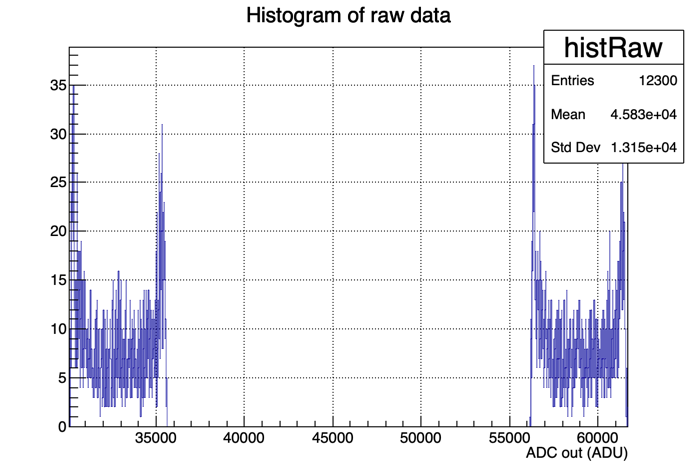 Histogram of raw data
histRaw
Entries 12300
Mean 4.583e+04
Std Dev 1.315e+04
35
30
25
20
15
10
5
0
35000 40000 45000 50000 55000 60000
ADC out (ADU)